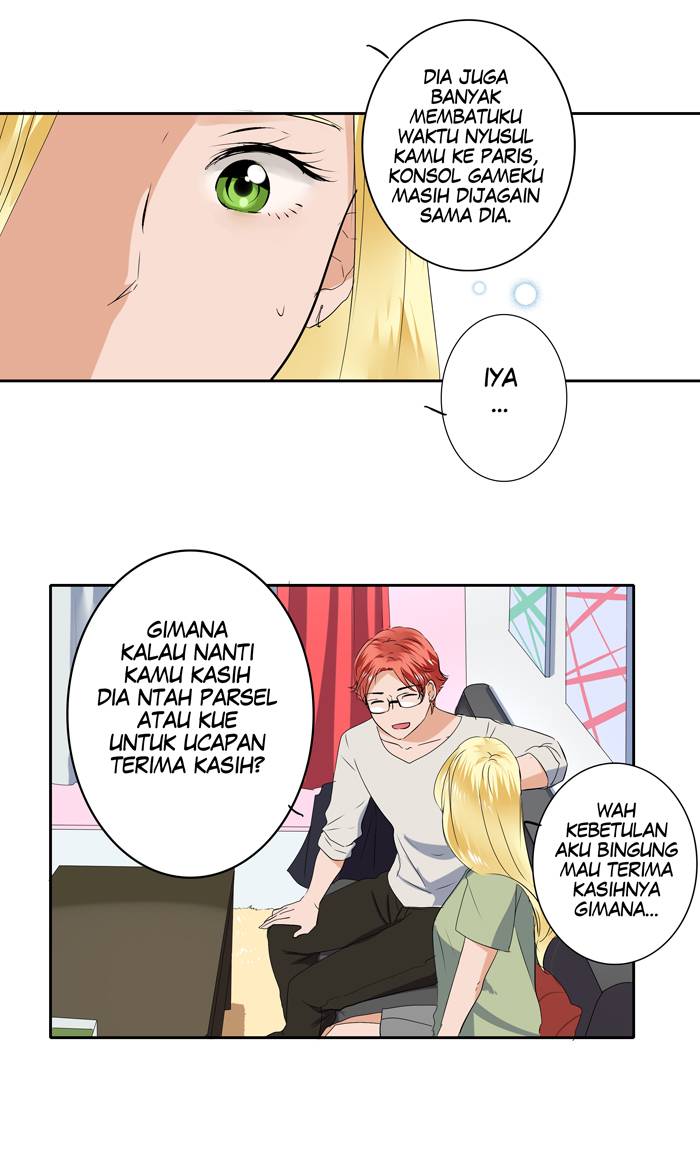 DIA JUGA
BANYAK
MEMBATUKU
WAKTU NYUSUL
KAMU KE PARIS,
KONSOL GAMEKU
MASIH DIJAGAIN
SAMA DIA.
IYA
...
GIMANA
KALAU NANTI
KAMU KASIH
DIA NTAH PARSEL
ATAU KUE
UNTUK UCAPAN
TERIMA KASIH?
WAH
KEBETULAN
AKU BINGUNG
MAU TERIMA
KASIHNYA
GIMANA...